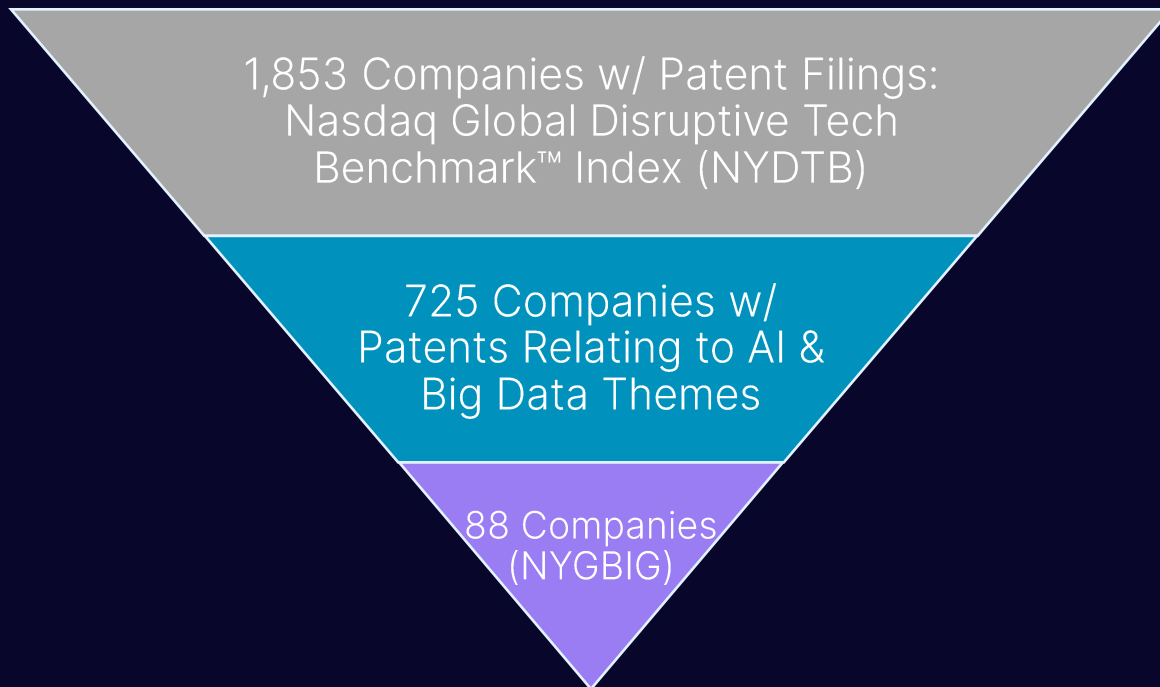 1,853 Companies w/ Patent Filings:
Nasdaq Global Disruptive Tech
Benchmark™ Index (NYDTB)
725 Companies w/
Patents Relating to AI &
Big Data Themes
88 Companies
(NYGBIG)